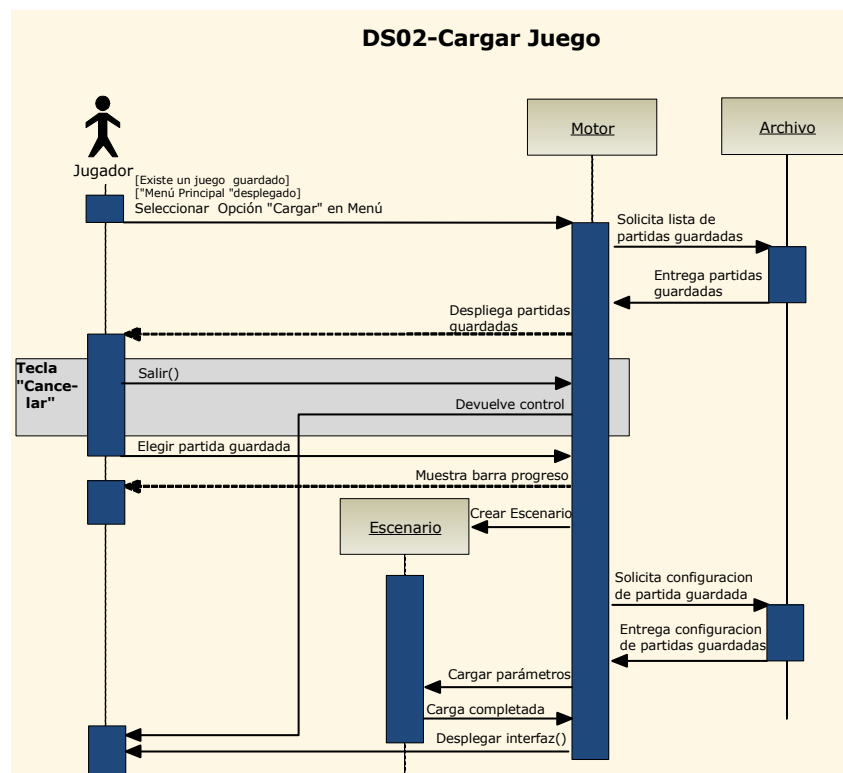 DS02-Cargar Juego
Motor
Archivo
Jugador
[Existe un juego guardado]
["Menú Principal "desplegado]
Seleccionar Opción "Cargar" en Menú
Solicita lista de
partidas guardadas
Entrega partidas
guardadas
Despliega partidas
guardadas
Tecla
"Cance-
lar"
Salir()
Devuelve control
Elegir partida guardada
Muestra barra progreso
Crear Escenario
Escenario
Solicita configuracion
de partida guardada
Entrega configuracion
de partidas guardadas
Cargar parámetros
Carga completada
Desplegar interfaz()